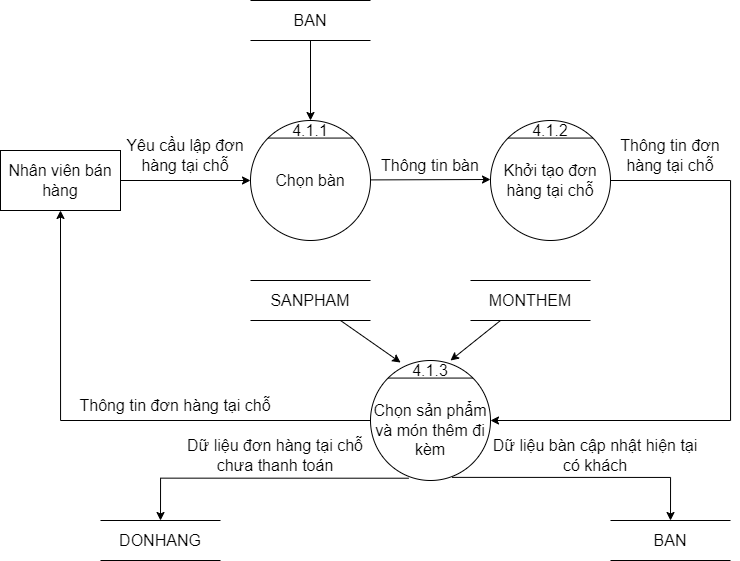 BAN
4.1.1
Chọn bàn
4.1.2
Khởi tạo đơn
hàng tại chỗ
Nhân viên bán
hàng
Yêu cầu lập đơn
hàng tại chỗ
Thông tin bàn
Thông tin đơn
hàng tại chỗ
SANPHAM
MONTHEM
4.1.3
Chọn sản phẩm
và món thêm đi
kèm
Thông tin đơn hàng tại chỗ
Dữ liệu đơn hàng tại chỗ
chưa thanh toán
Dữ liệu bàn cập nhật hiện tại
có khách
DONHANG
BAN